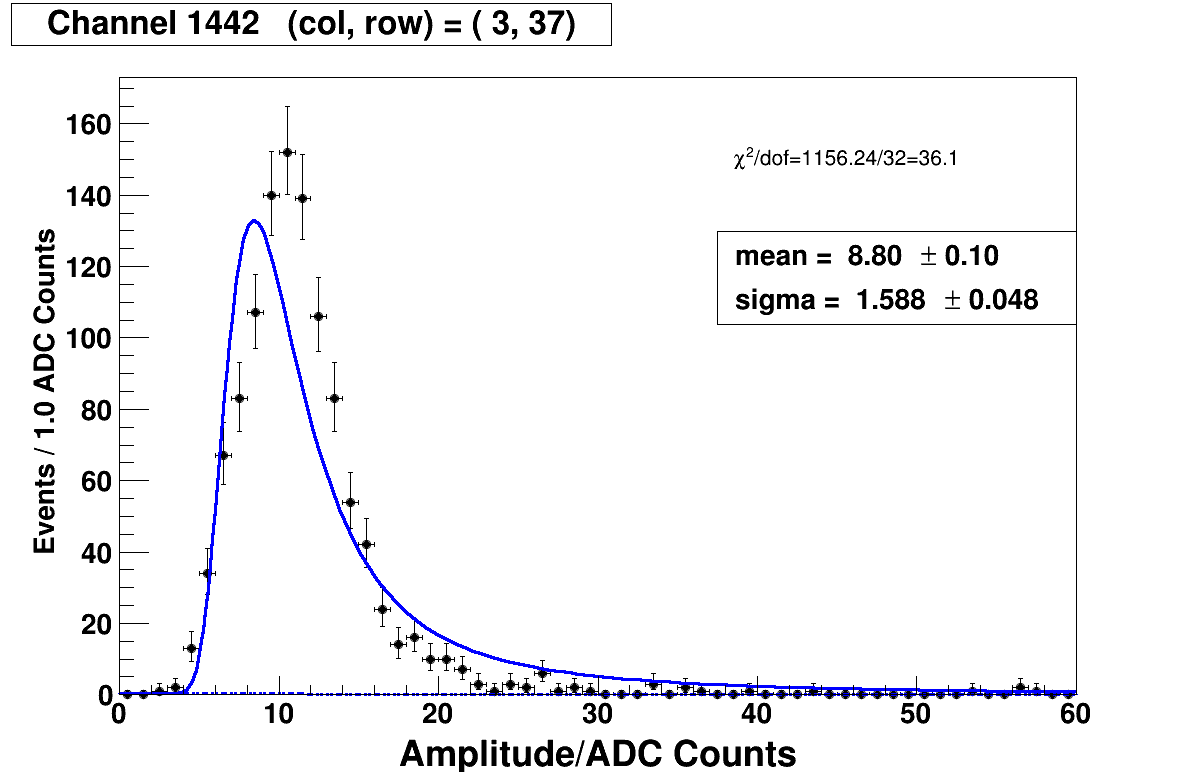 Channel 1442 (col, row) = ( 3, 37)
160
140
120
100
80
60
40
20
0
Events / 1.0 ADC Counts
χ²/dof=1156.24/32=36.1
mean = 8.80 ± 0.10
sigma = 1.588 ± 0.048
0 10 20 30 40 50 60
Amplitude/ADC Counts